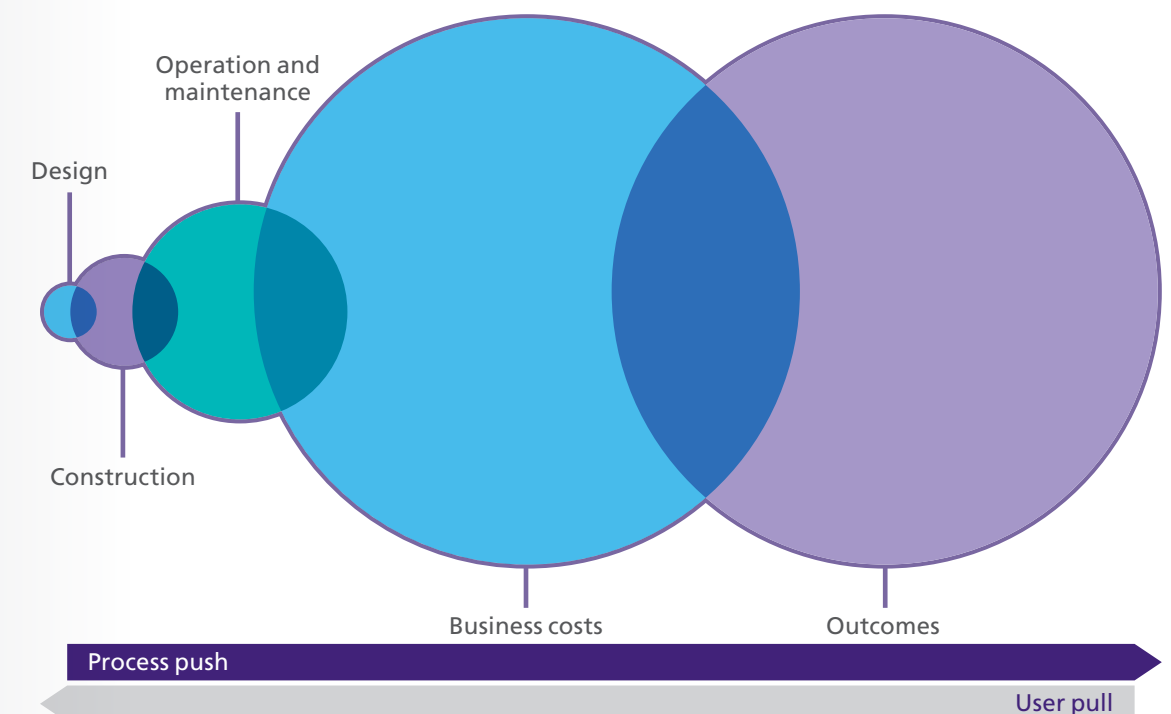 Operation and
maintenance
Design
Construction
Business costs
Outcomes
Process push
User pull